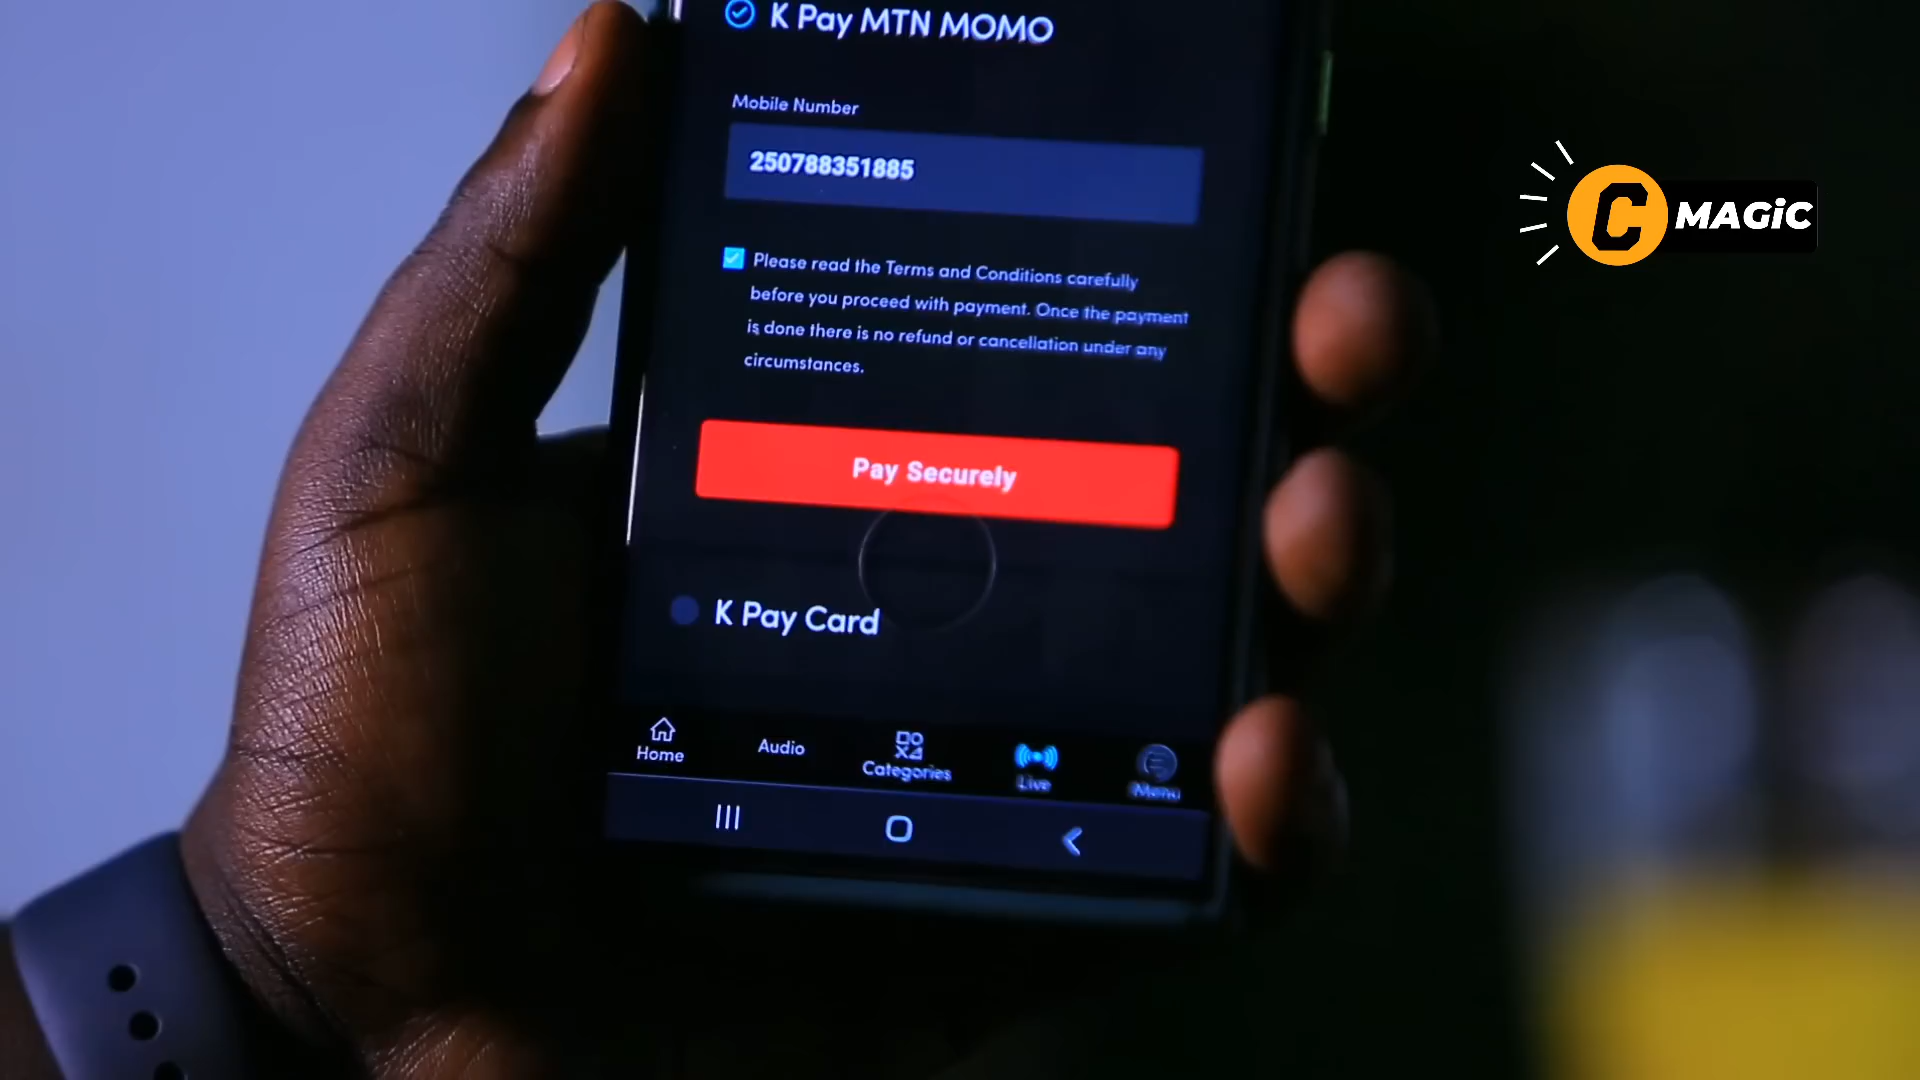 K Pay MTN MOMO
Mobile Number
250788351885
Please read the Terms and Conditions carefully
before you proceed with payment. Once the payment
is done there is no refund or cancellation under any
circumstances.
Pay Securely
K Pay Card
Home
Audio
Categories
Live
Menu
C MAGiC